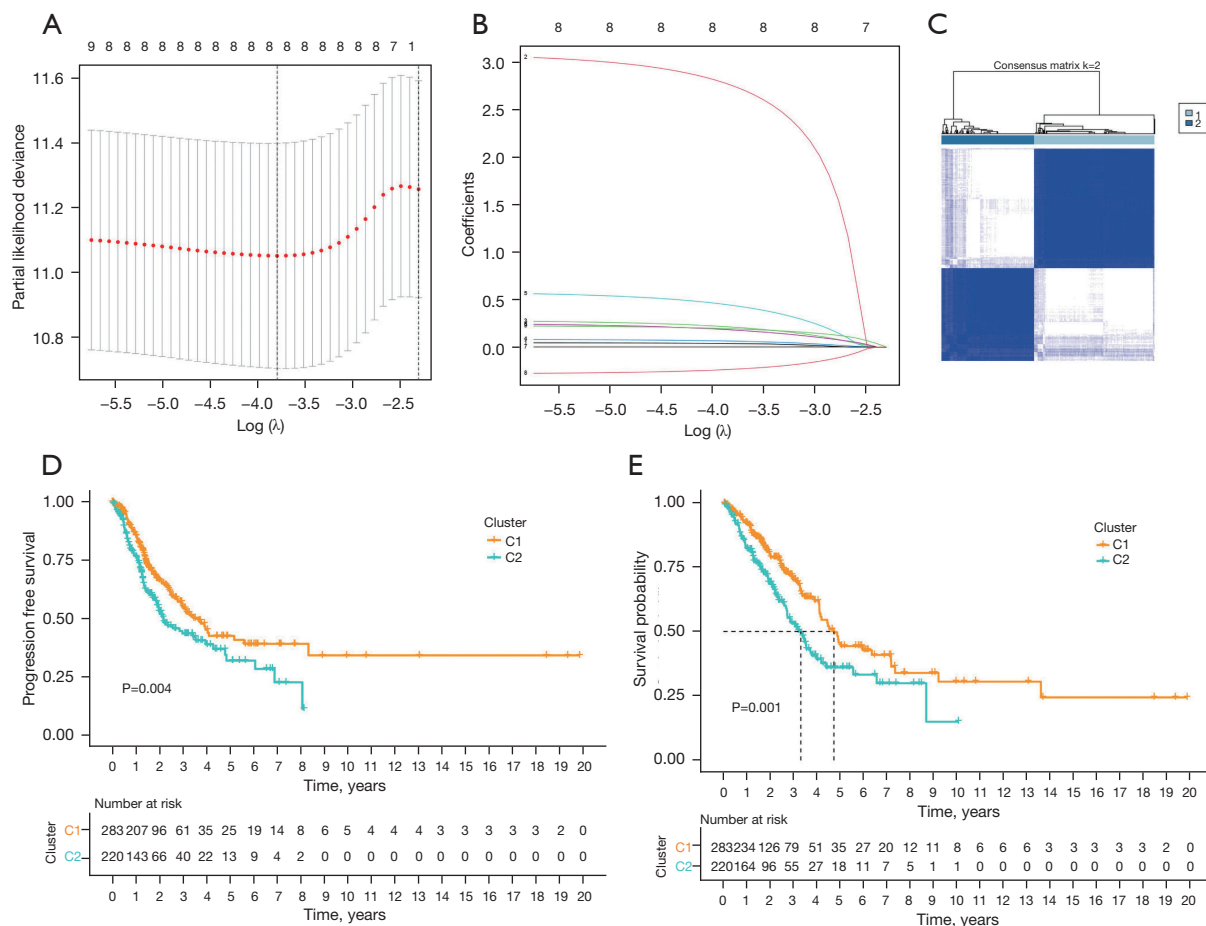 A
9 8 8 8 8 8 8 8 8 8 8 8 8 8 8 8 8 7 1
11.6
11.4
11.2
11.0
10.8
Partial likelihood deviance
−5.5 −5.0 −4.5 −4.0 −3.5 −3.0 −2.5
Log (λ)
B
8 8 8 8 8 8 7
3.0
2.5
2.0
1.5
1.0
0.5
0.0
Coefficients
2
−5.5 −5.0 −4.5 −4.0 −3.5 −3.0 −2.5
Log (λ)
C
Consensus matrix k=2
1
2
D
1.00
0.75
0.50
0.25
0.00
Progression free survival
Cluster
C1
C2
P=0.004
0 1 2 3 4 5 6 7 8 9 10 11 12 13 14 15 16 17 18 19 20
Time, years
Number at risk
Cluster
C1 283 207 96 61 35 25 19 14 8 6 5 4 4 4 3 3 3 3 3 2 0
C2 220 143 66 40 22 13 9 4 2 0 0 0 0 0 0 0 0 0 0 0 0
0 1 2 3 4 5 6 7 8 9 10 11 12 13 14 15 16 17 18 19 20
Time, years
E
1.00
0.75
0.50
0.25
0.00
Survival probability
Cluster
C1
C2
P=0.001
0 1 2 3 4 5 6 7 8 9 10 11 12 13 14 15 16 17 18 19 20
Time, years
Number at risk
Cluster
C1 283 234 126 79 51 35 27 20 12 11 8 6 6 6 3 3 3 3 3 2 0
C2 220 164 96 55 27 18 11 7 5 1 1 0 0 0 0 0 0 0 0 0 0
0 1 2 3 4 5 6 7 8 9 10 11 12 13 14 15 16 17 18 19 20
Time, years